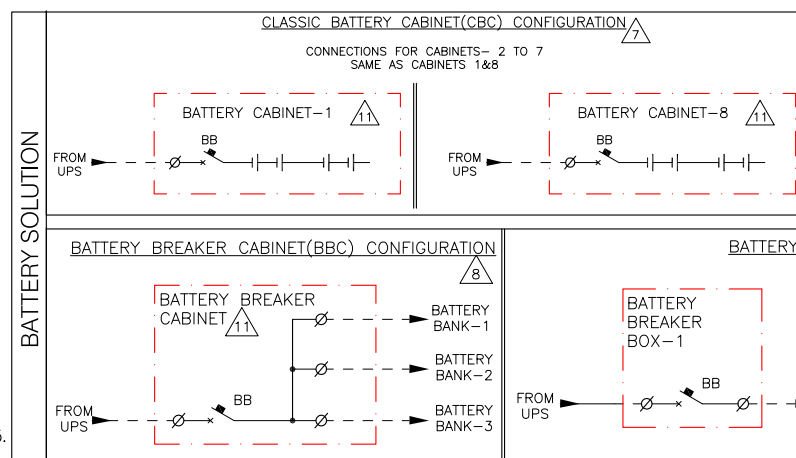 CLASSIC BATTERY CABINET(CBC) CONFIGURATION
7
CONNECTIONS FOR CABINETS- 2 TO 7
SAME AS CABINETS 1&8
BATTERY CABINET-1
11
BB
FROM
UPS
BATTERY CABINET-8
11
BB
FROM
UPS
BATTERY SOLUTION
BATTERY BREAKER CABINET(BBC) CONFIGURATION
8
BATTERY BREAKER
CABINET
11
BATTERY
BANK-1
BATTERY
BANK-2
BATTERY
BANK-3
BB
FROM
UPS
BATTERY
BATTERY
BREAKER
BOX-1
BB
FROM
UPS